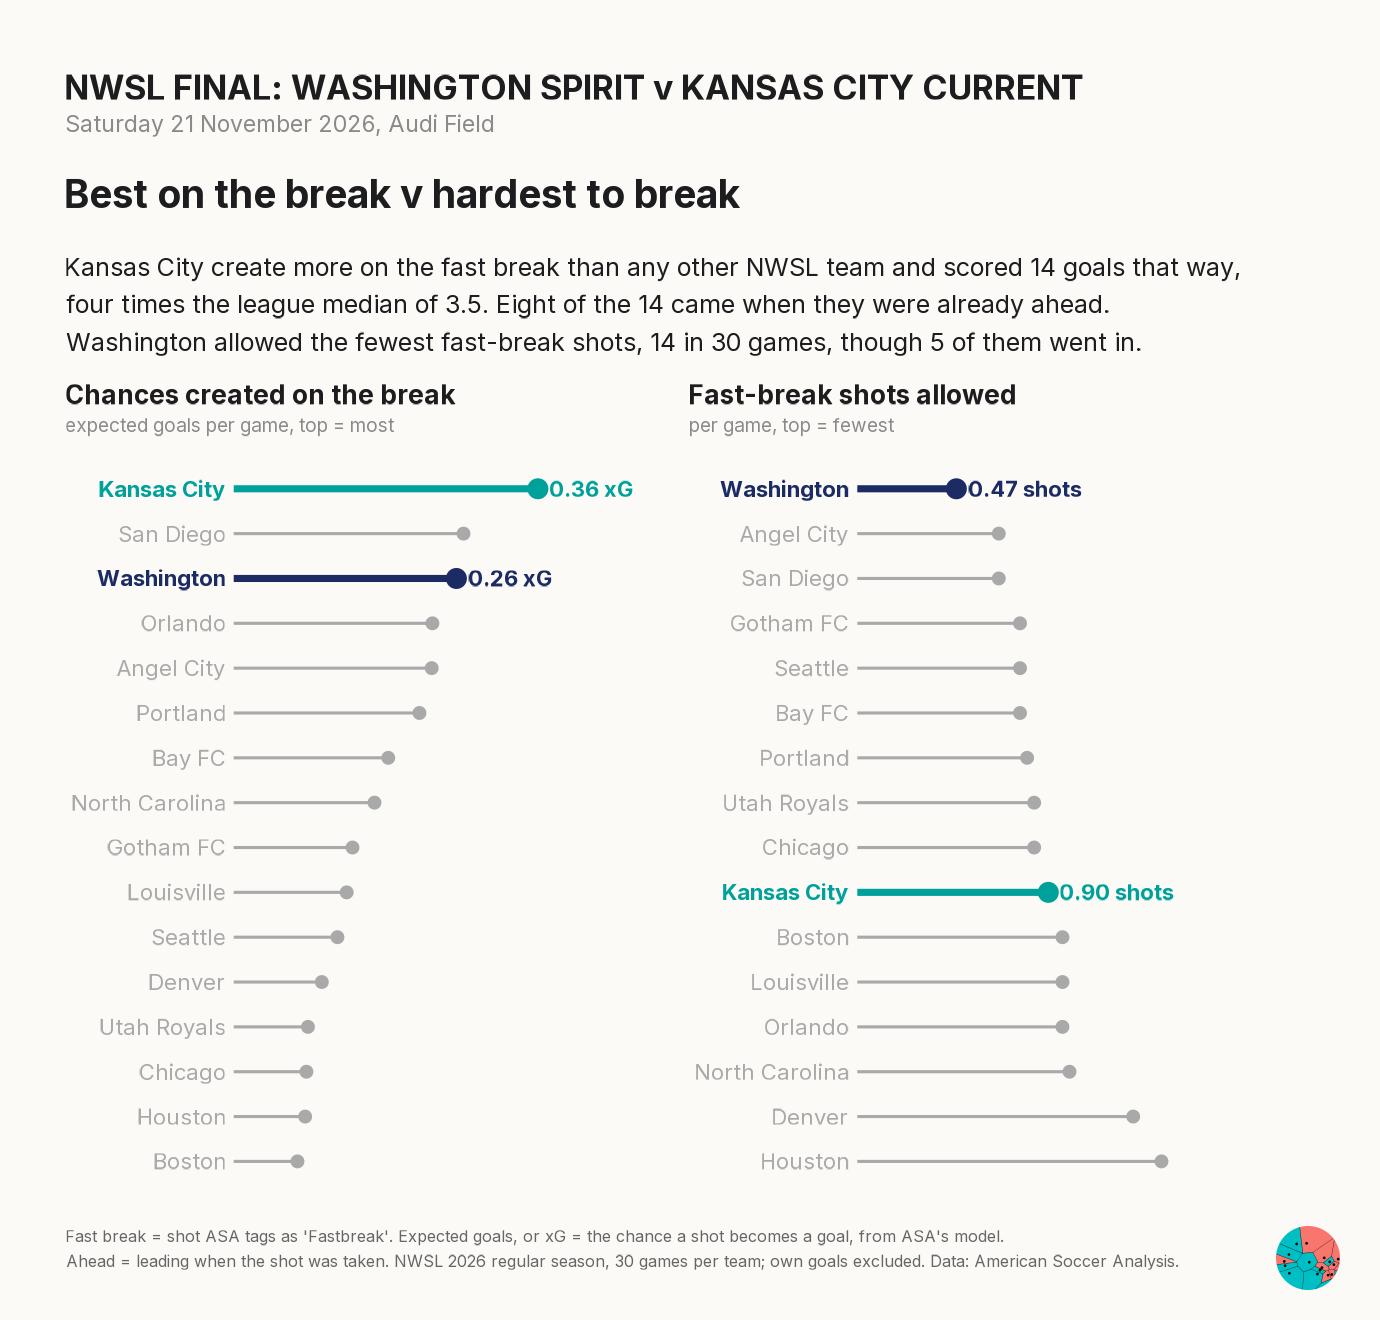 NWSL FINAL: WASHINGTON SPIRIT v KANSAS CITY CURRENT
Saturday 21 November 2026, Audi Field
Best on the break v hardest to break
Kansas City create more on the fast break than any other NWSL team and scored 14 goals that way,
four times the league median of 3.5. Eight of the 14 came when they were already ahead.
Washington allowed the fewest fast-break shots, 14 in 30 games, though 5 of them went in.
Chances created on the break
expected goals per game, top = most
Kansas City 0.36 xG
San Diego
Washington 0.26 xG
Orlando
Angel City
Portland
Bay FC
North Carolina
Gotham FC
Louisville
Seattle
Denver
Utah Royals
Chicago
Houston
Boston
Fast-break shots allowed
per game, top = fewest
Washington 0.47 shots
Angel City
San Diego
Gotham FC
Seattle
Bay FC
Portland
Utah Royals
Chicago
Kansas City 0.90 shots
Boston
Louisville
Orlando
North Carolina
Denver
Houston
Fast break = shot ASA tags as 'Fastbreak'. Expected goals, or xG = the chance a shot becomes a goal, from ASA's model.
Ahead = leading when the shot was taken. NWSL 2026 regular season, 30 games per team; own goals excluded. Data: American Soccer Analysis.